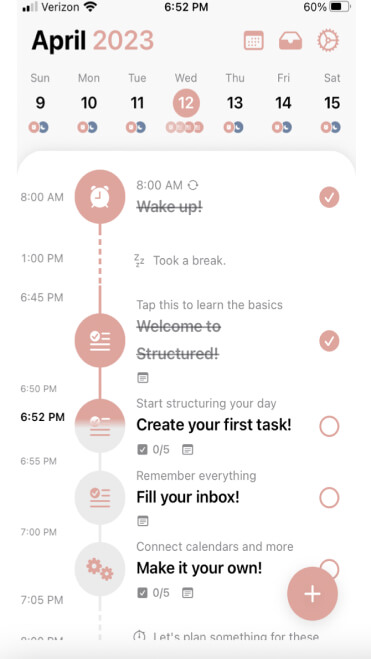 Verizon 6:52 PM 60%
April 2023
Sun Mon Tue Wed Thu Fri Sat
9 10 11 12 13 14 15
8:00 AM
8:00 AM
Wake up!
1:00 PM
Took a break.
6:45 PM
Tap this to learn the basics
Welcome to
Structured!
6:50 PM
Start structuring your day
6:52 PM
Create your first task!
0/5
6:55 PM
Remember everything
Fill your inbox!
7:00 PM
Connect calendars and more
Make it your own!
0/5
7:05 PM
Let's plan something for these